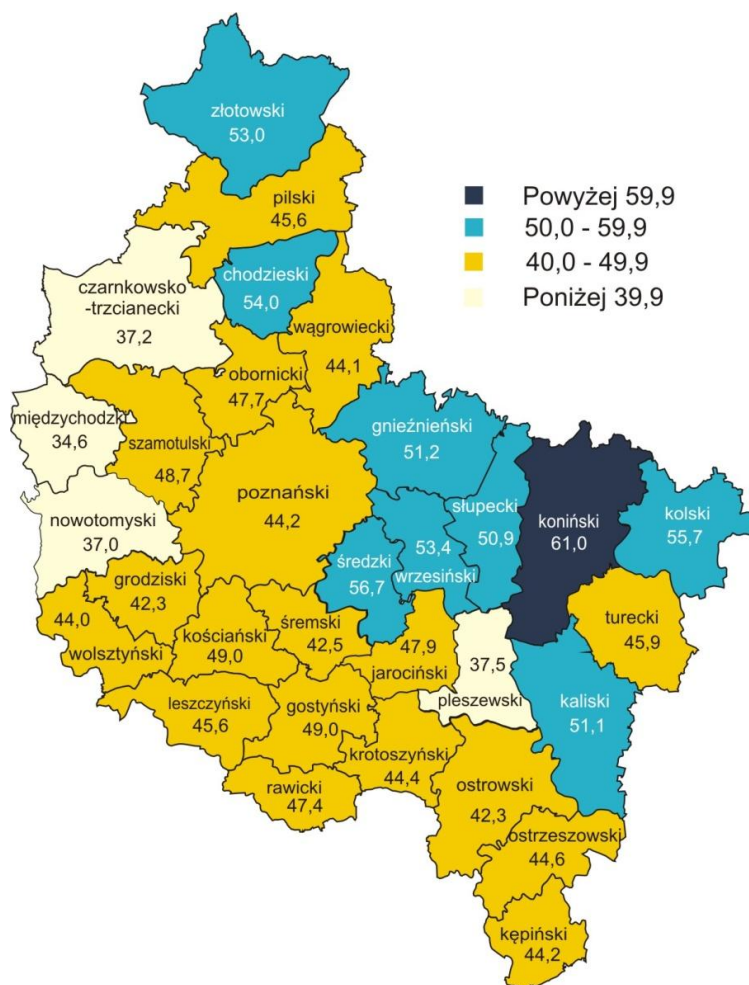 złotowski
53,0
pilski
45,6
Powyżej 59,9
50,0 - 59,9
40,0 - 49,9
Poniżej 39,9
chodzieski
54,0
czarnkowsko
-trzcianecki
37,2
wągrowiecki
44,1
obornicki
47,7
międzychodzki
34,6
szamotulski
48,7
gnieźnieński
51,2
poznański
44,2
słupecki
50,9
koniński
61,0
kolski
55,7
nowotomyski
37,0
średzki
56,7
53,4
wrzesiński
grodziski
42,3
44,0
wolsztyński
kościański
49,0
śremski
42,5
47,9
jarociński
37,5
pleszewski
turecki
45,9
leszczyński
45,6
gostyński
49,0
kaliski
51,1
krotoszyński
44,4
rawicki
47,4
ostrowski
42,3
ostrzeszowski
44,6
kępiński
44,2